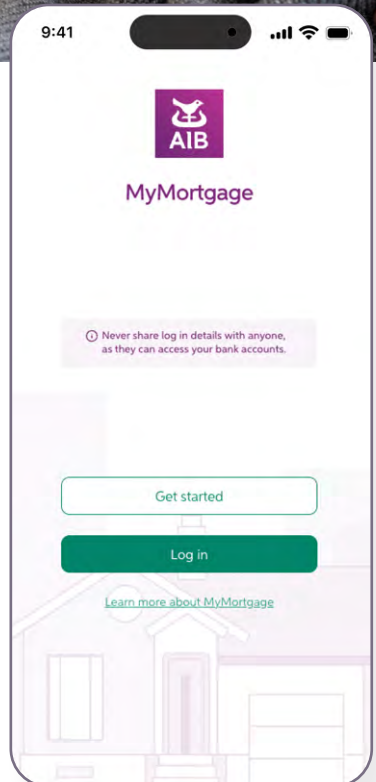 9:41
AIB
MyMortgage
Never share log in details with anyone,
as they can access your bank accounts.
Get started
Log in
Learn more about MyMortgage